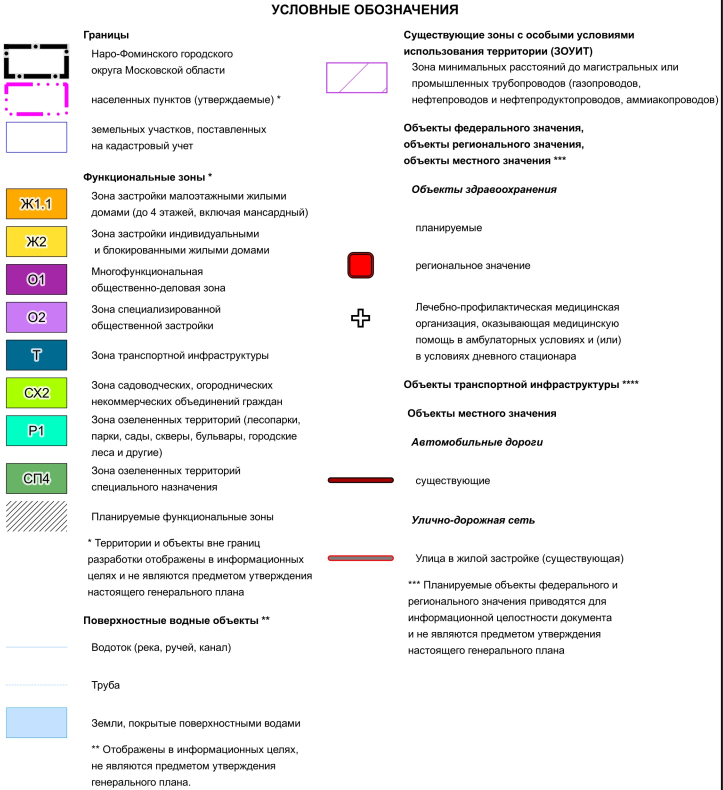 УСЛОВНЫЕ ОБОЗНАЧЕНИЯ
Границы
Наро-Фоминского городского
округа Московской области
населенных пунктов (утверждаемые) *
земельных участков, поставленных
на кадастровый учет
Функциональные зоны *
Ж1.1
Зона застройки малоэтажными жилыми
домами (до 4 этажей, включая мансардный)
Ж2
Зона застройки индивидуальными
и блокированными жилыми домами
О1
Многофункциональная
общественно-деловая зона
О2
Зона специализированной
общественной застройки
Т
Зона транспортной инфраструктуры
СХ2
Зона садоводческих, огороднических
некоммерческих объединений граждан
Р1
Зона озелененных территорий (лесопарки,
парки, сады, скверы, бульвары, городские
леса и другие)
СП4
Зона озелененных территорий
специального назначения
Планируемые функциональные зоны
* Территории и объекты вне границ
разработки отображены в информационных
целях и не являются предметом утверждения
настоящего генерального плана
Поверхностные водные объекты **
Водоток (река, ручей, канал)
Труба
Земли, покрытые поверхностными водами
** Отображены в информационных целях,
не являются предметом утверждения
генерального плана.
Существующие зоны с особыми условиями
использования территории (ЗОУИТ)
Зона минимальных расстояний до магистральных или
промышленных трубопроводов (газопроводов,
нефтепроводов и нефтепродуктопроводов, аммиакопроводов)
Объекты федерального значения,
объекты регионального значения,
объекты местного значения ***
Объекты здравоохранения
планируемые
региональное значение
Лечебно-профилактическая медицинская
организация, оказывающая медицинскую
помощь в амбулаторных условиях и (или)
в условиях дневного стационара
Объекты транспортной инфраструктуры ****
Объекты местного значения
Автомобильные дороги
существующие
Улично-дорожная сеть
Улица в жилой застройке (существующая)
*** Планируемые объекты федерального и
регионального значения приводятся для
информационной целостности документа
и не являются предметом утверждения
настоящего генерального плана